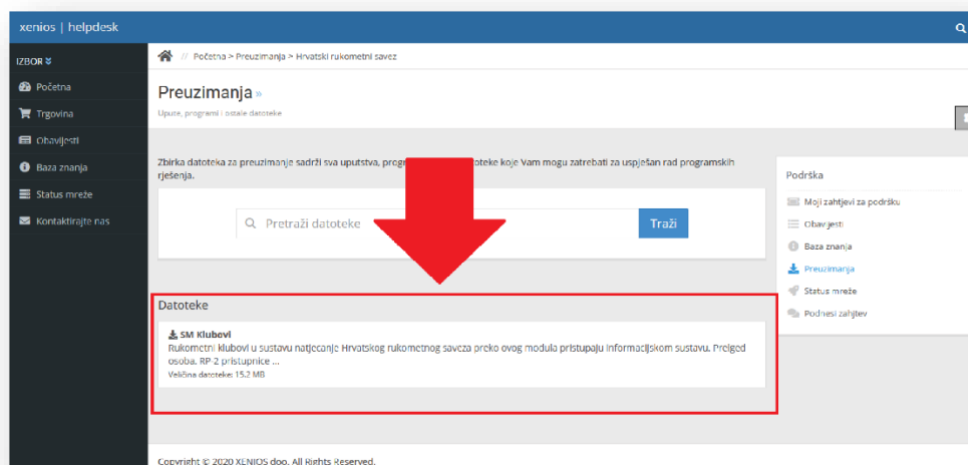 xenios | helpdesk
IZBOR
Početna
Trgovina
Obavijesti
Baza znanja
Status mreže
Kontaktirajte nas
// Početna > Preuzimanja > Hrvatski rukometni savez
Preuzimanja »
Upute, programi i ostale datoteke
Zbirka datoteka za preuzimanje sadrži sva uputstva, progr oteke koje Vam mogu zatrebati za uspješan rad programskih
rješenja.
Pretraži datoteke
Traži
Datoteke
SM Klubovi
Rukometni klubovi u sustavu natjecanje Hrvatskog rukometnog saveza preko ovog modula pristupaju informacijskom sustavu. Prelged
osoba, RP-2 pristupnice ...
Veličina datoteke: 15.2 MB
Podrška
Moji zahtjevi za podršku
Obavijesti
Baza znanja
Preuzimanja
Status mreže
Podnesi zahtjev
Copyright © 2020 XENIOS doo. All Rights Reserved.